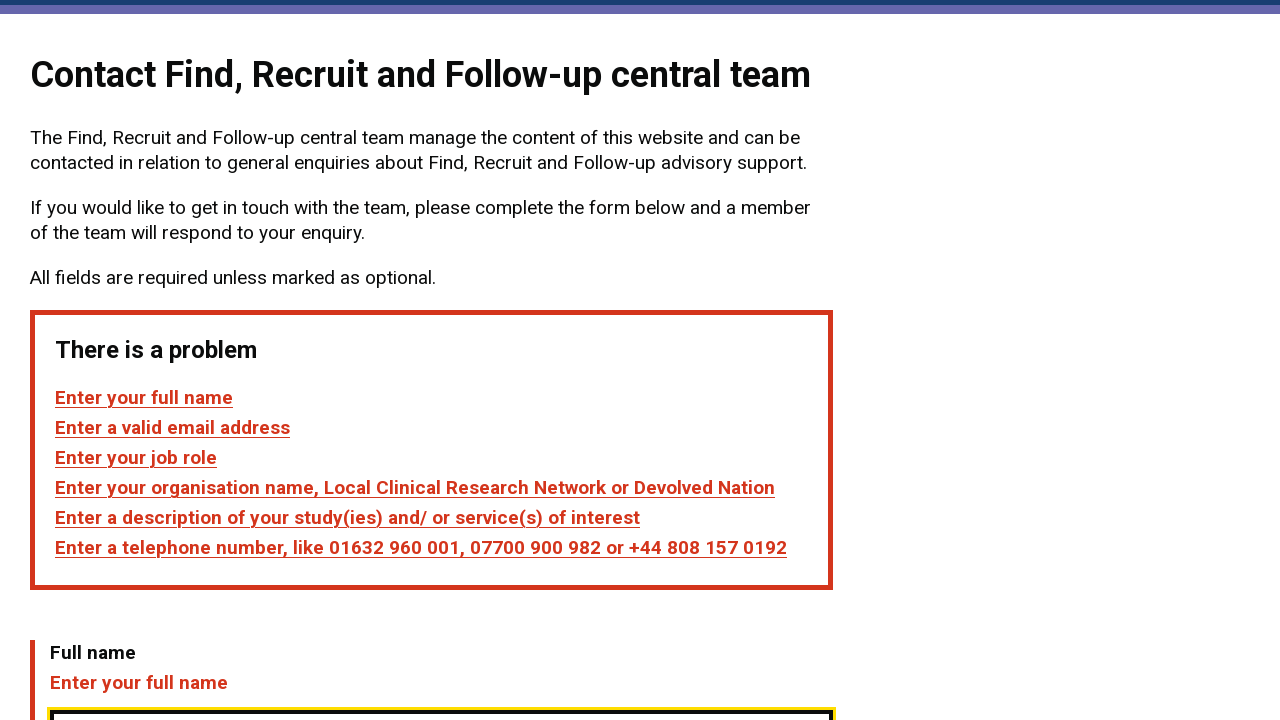 Contact Find, Recruit and Follow-up central team
The Find, Recruit and Follow-up central team manage the content of this website and can be
contacted in relation to general enquiries about Find, Recruit and Follow-up advisory support.
If you would like to get in touch with the team, please complete the form below and a member
of the team will respond to your enquiry.
All fields are required unless marked as optional.
There is a problem
Enter your full name
Enter a valid email address
Enter your job role
Enter your organisation name, Local Clinical Research Network or Devolved Nation
Enter a description of your study(ies) and/ or service(s) of interest
Enter a telephone number, like 01632 960 001, 07700 900 982 or +44 808 157 0192
Full name
Enter your full name